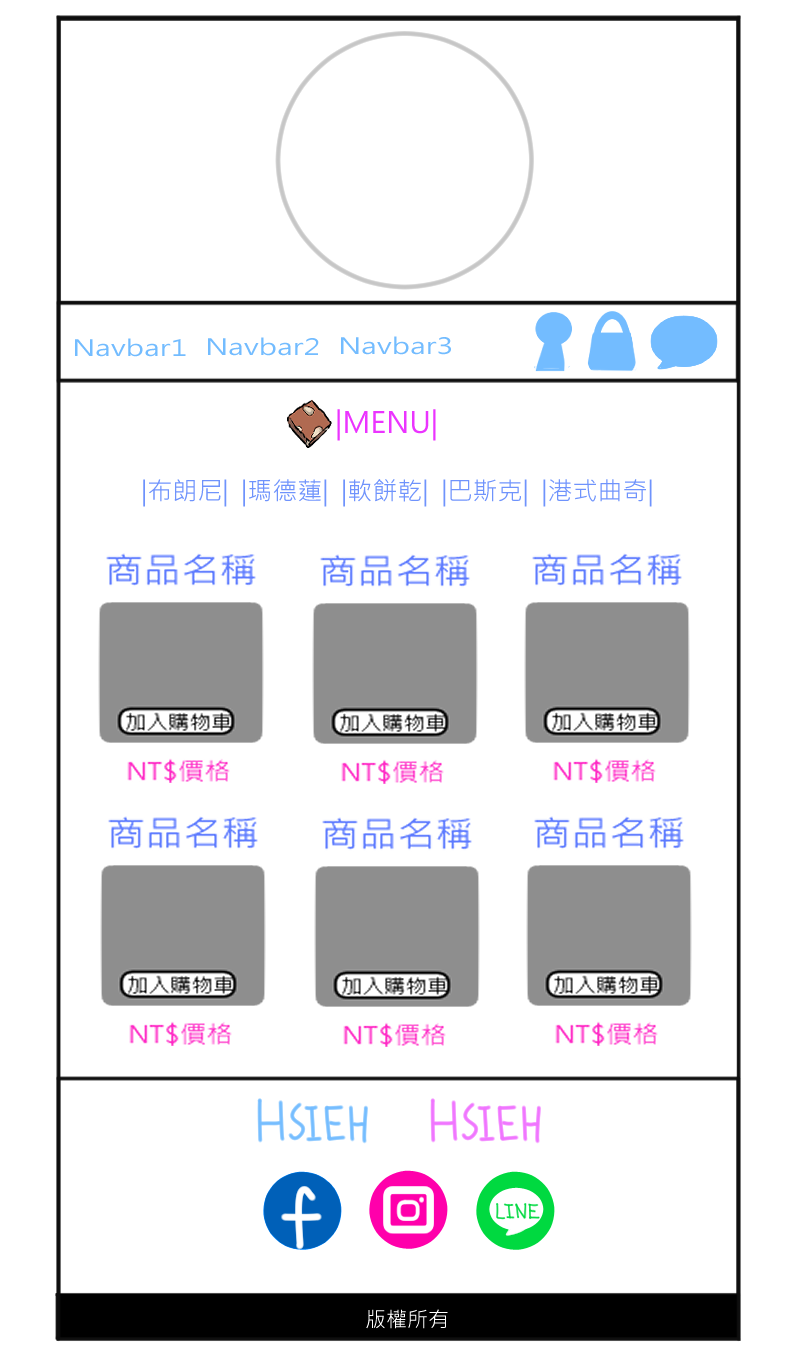 Navbar1 Navbar2 Navbar3
|MENU|
|布朗尼| |瑪德蓮| |軟餅乾| |巴斯克| |港式曲奇|
商品名稱 商品名稱 商品名稱
加入購物車 加入購物車 加入購物車
NT$價格 NT$價格 NT$價格
商品名稱 商品名稱 商品名稱
加入購物車 加入購物車 加入購物車
NT$價格 NT$價格 NT$價格
HSIEH HSIEH
f LINE
版權所有